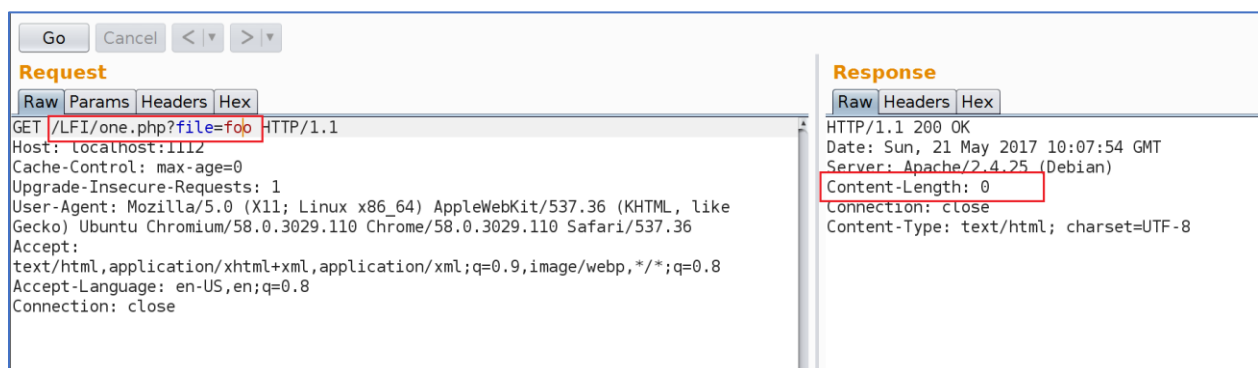 Go Cancel < > 
Request
Raw Params Headers Hex
GET /LFI/one.php?file=foo HTTP/1.1
Host: localhost:1112
Cache-Control: max-age=0
Upgrade-Insecure-Requests: 1
User-Agent: Mozilla/5.0 (X11; Linux x86_64) AppleWebKit/537.36 (KHTML, like
Gecko) Ubuntu Chromium/58.0.3029.110 Chrome/58.0.3029.110 Safari/537.36
Accept:
text/html,application/xhtml+xml,application/xml;q=0.9,image/webp,*/*;q=0.8
Accept-Language: en-US,en;q=0.8
Connection: close
Response
Raw Headers Hex
HTTP/1.1 200 OK
Date: Sun, 21 May 2017 10:07:54 GMT
Server: Apache/2.4.25 (Debian)
Content-Length: 0
Connection: close
Content-Type: text/html; charset=UTF-8